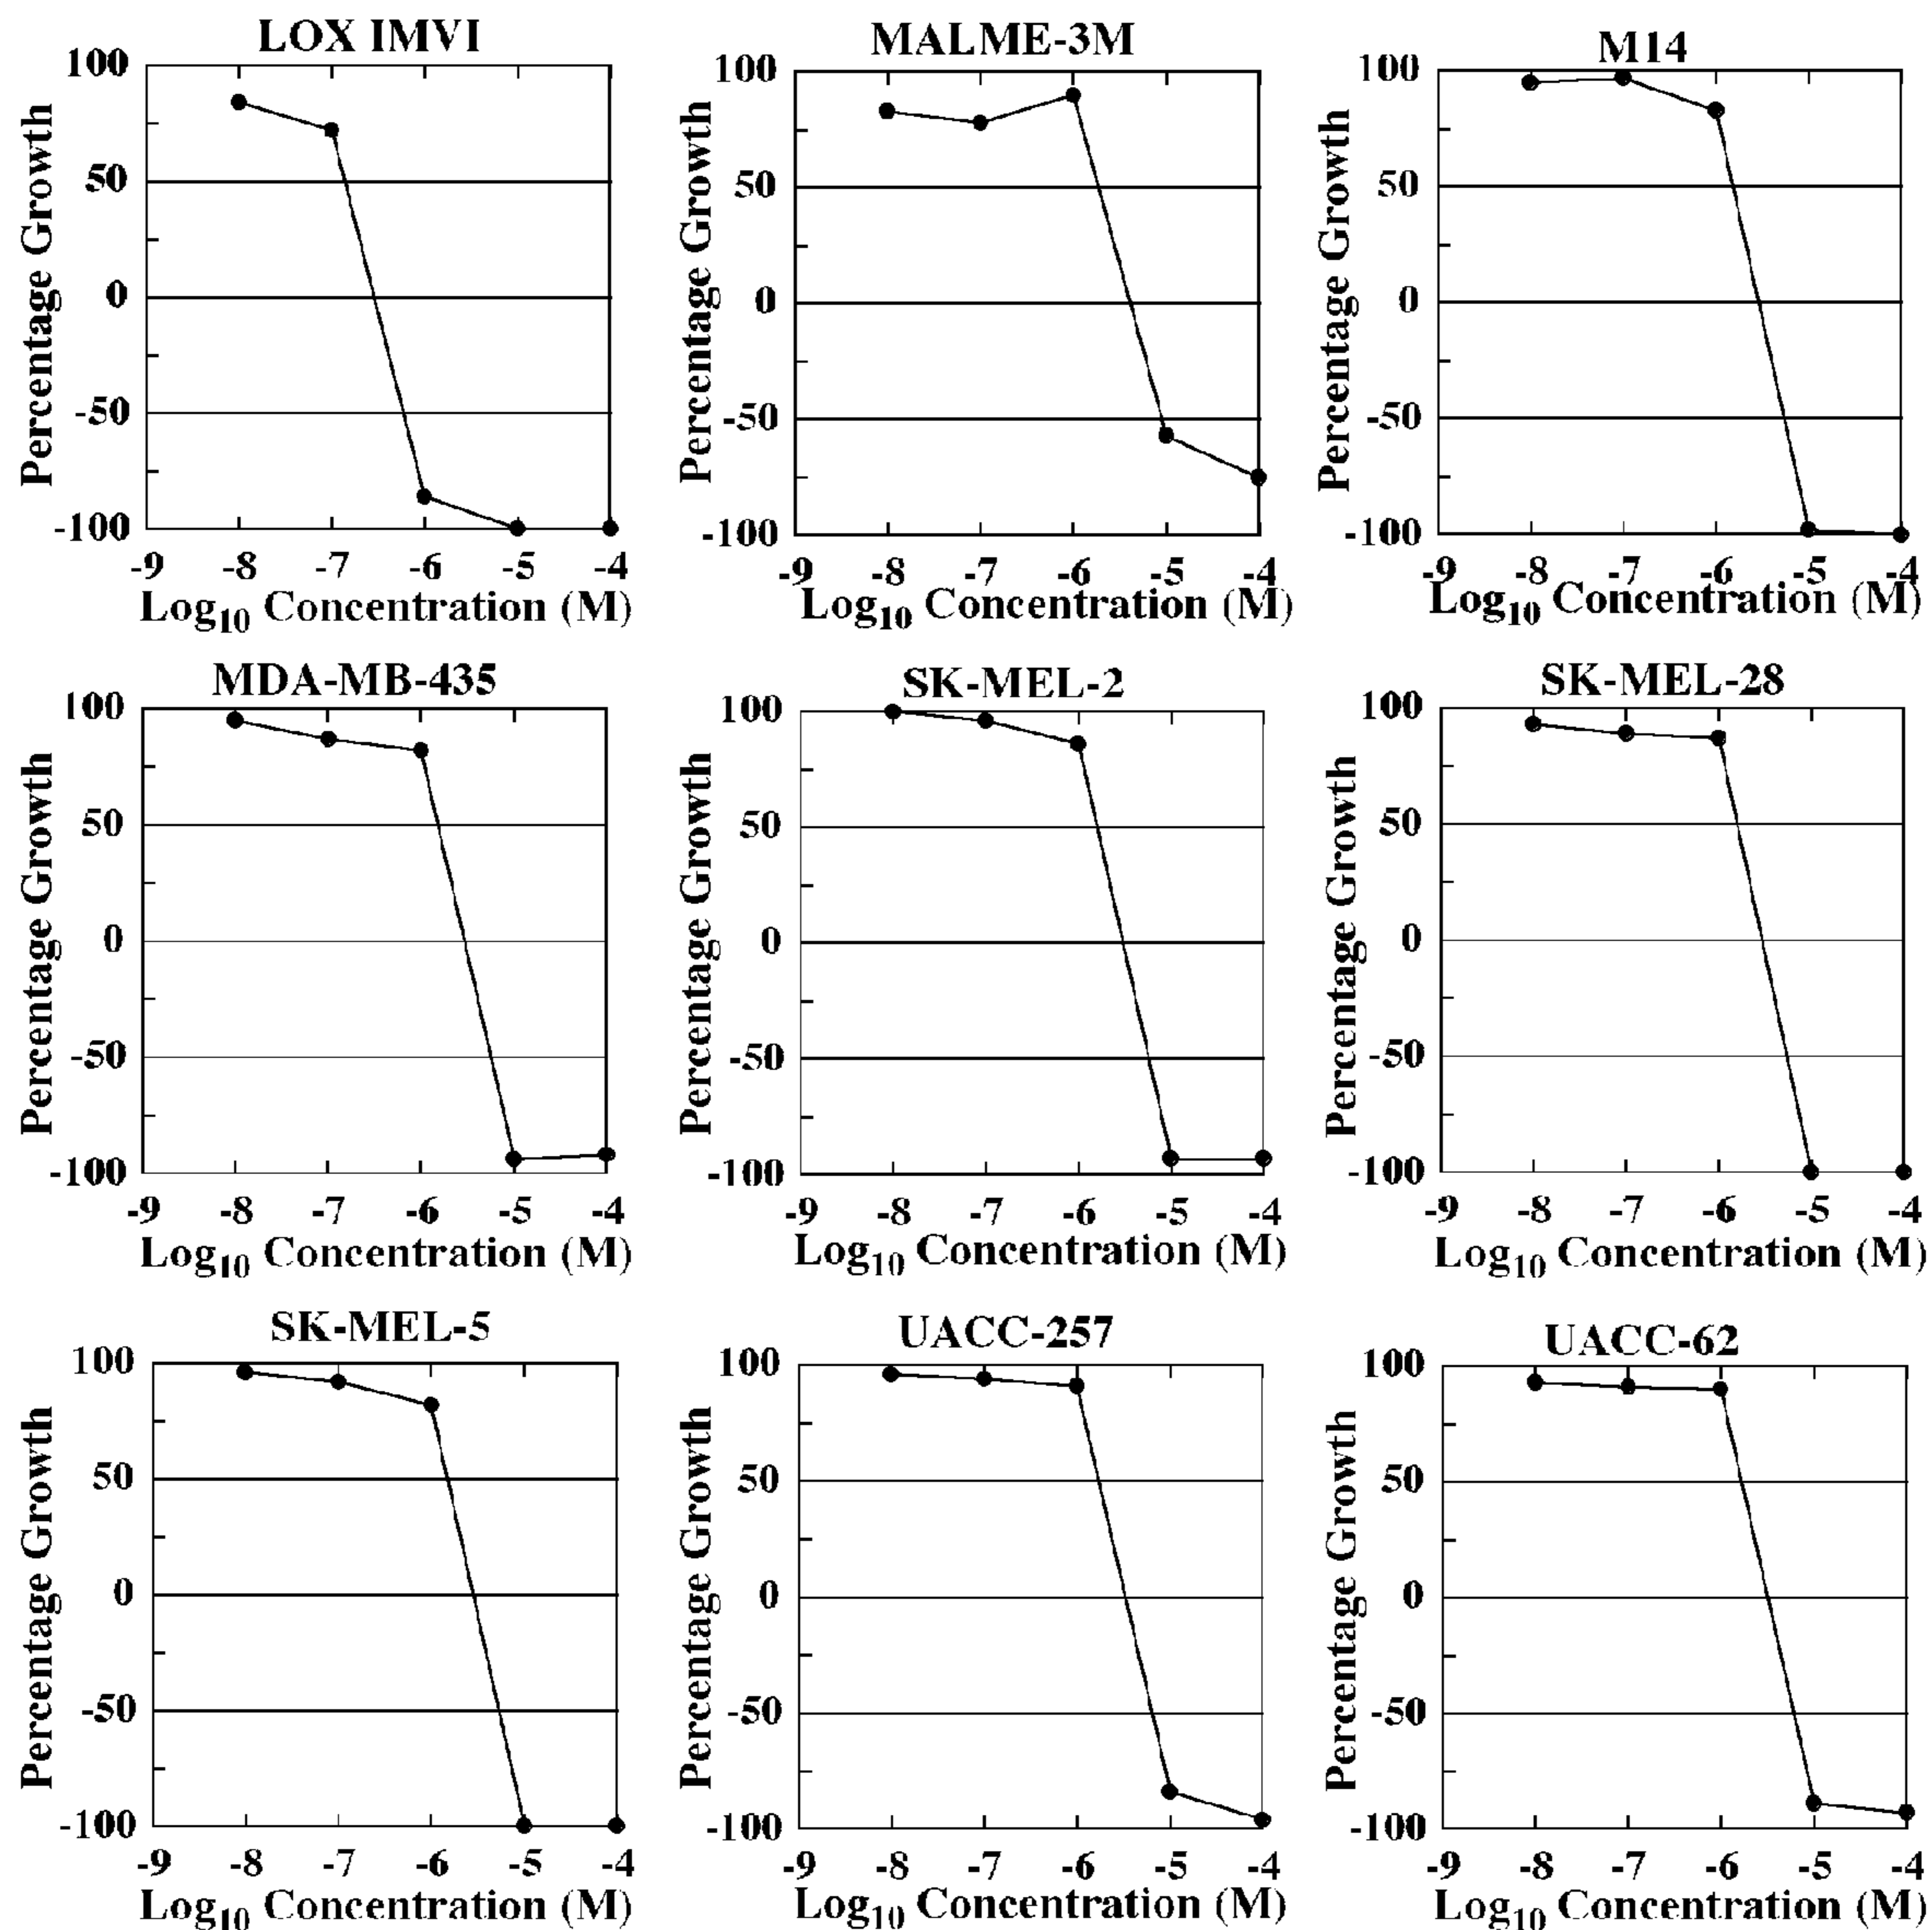 LOX IMVI
100
50
0
-50
-100
Percentage Growth
-9 -8 -7 -6 -5 -4
Log10 Concentration (M)
MALME-3M
100
50
0
-50
-100
Percentage Growth
-9 -8 -7 -6 -5 -4
Log10 Concentration (M)
M14
100
50
0
-50
-100
Percentage Growth
-9 -8 -7 -6 -5 -4
Log10 Concentration (M)
MDA-MB-435
100
50
0
-50
-100
Percentage Growth
-9 -8 -7 -6 -5 -4
Log10 Concentration (M)
SK-MEL-2
100
50
0
-50
-100
Percentage Growth
-9 -8 -7 -6 -5 -4
Log10 Concentration (M)
SK-MEL-28
100
50
0
-50
-100
Percentage Growth
-9 -8 -7 -6 -5 -4
Log10 Concentration (M)
SK-MEL-5
100
50
0
-50
-100
Percentage Growth
-9 -8 -7 -6 -5 -4
Log10 Concentration (M)
UACC-257
100
50
0
-50
-100
Percentage Growth
-9 -8 -7 -6 -5 -4
Log10 Concentration (M)
UACC-62
100
50
0
-50
-100
Percentage Growth
-9 -8 -7 -6 -5 -4
Log10 Concentration (M)